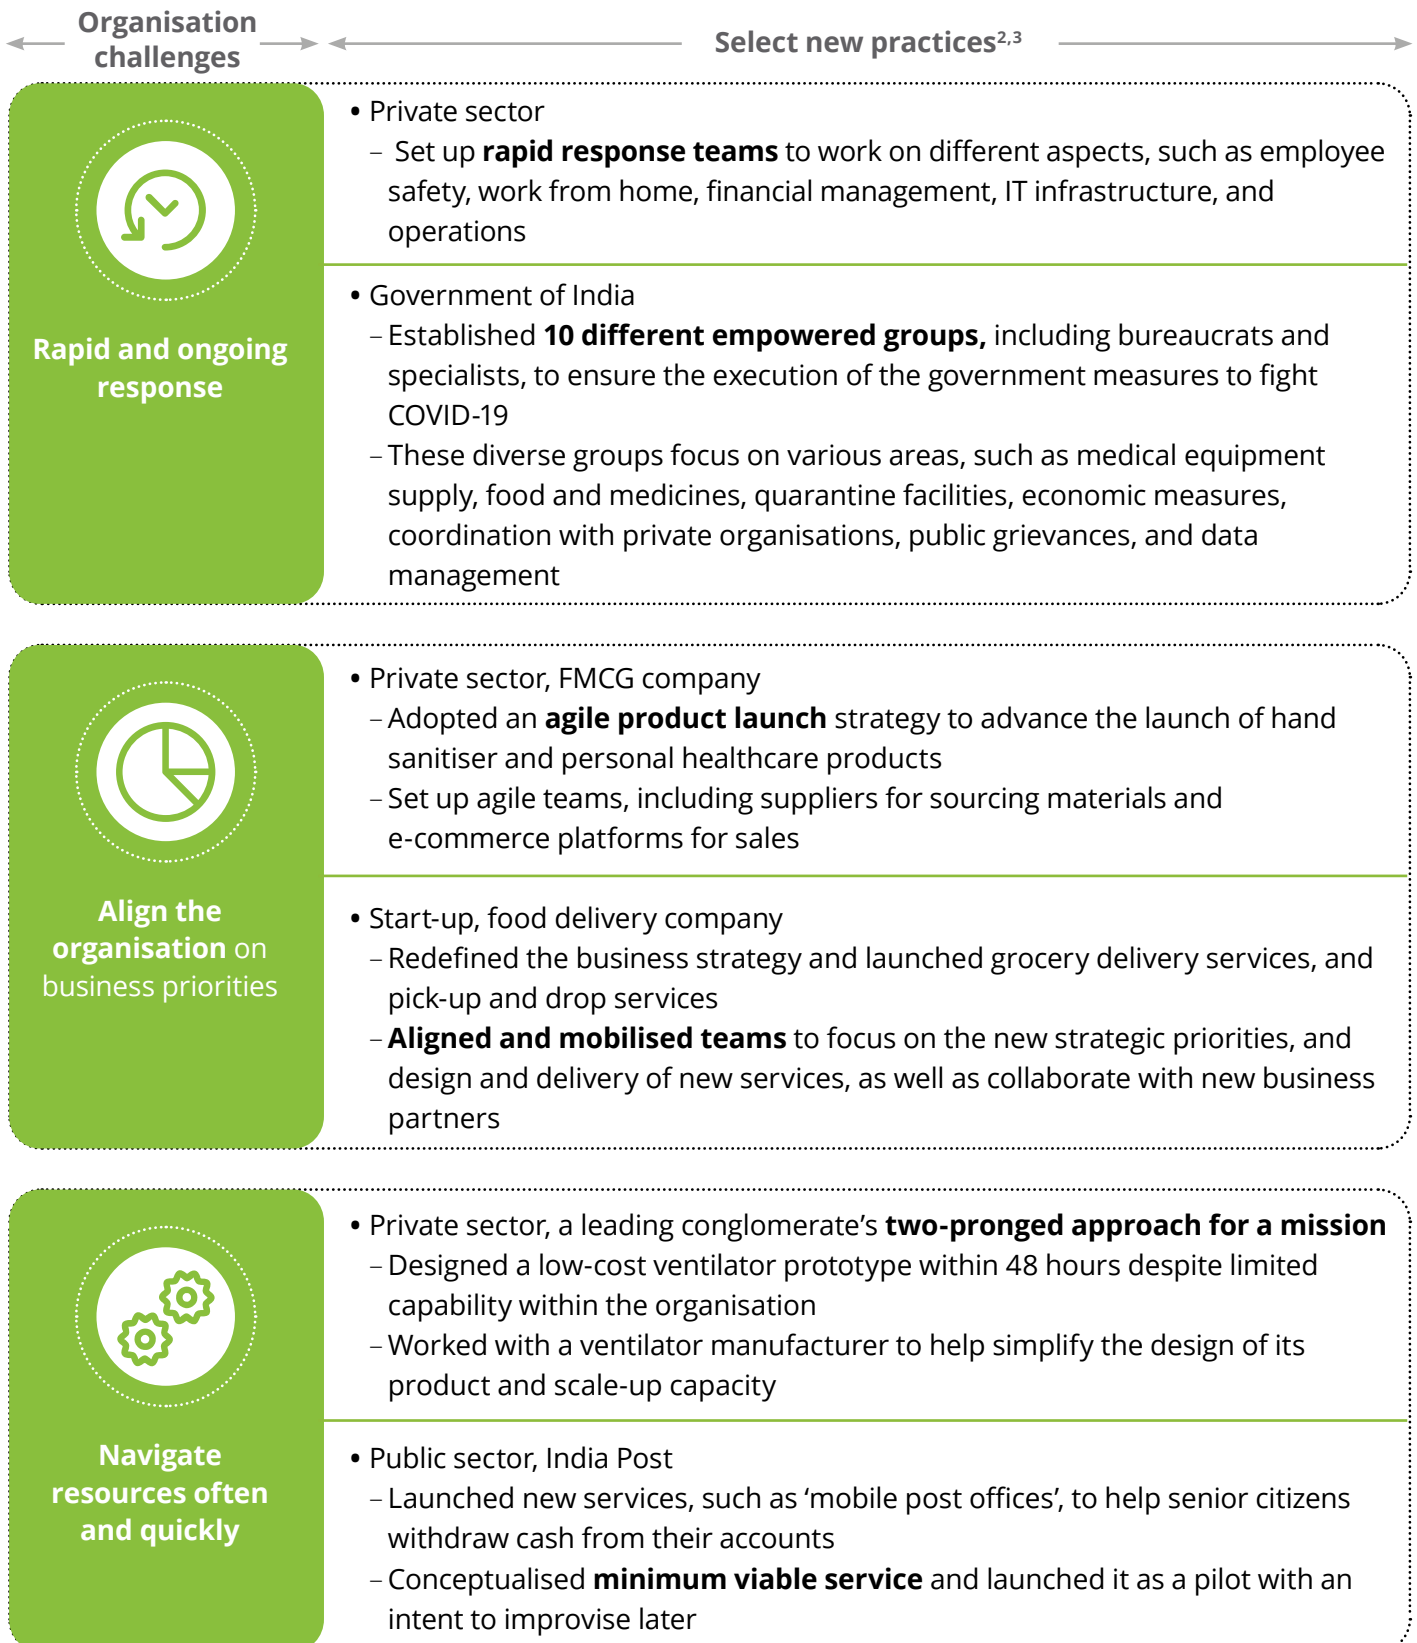 Organisation
challenges
Select new practices2,3
Rapid and ongoing
response
• Private sector
– Set up rapid response teams to work on different aspects, such as employee
safety, work from home, financial management, IT infrastructure, and
operations
• Government of India
– Established 10 different empowered groups, including bureaucrats and
specialists, to ensure the execution of the government measures to fight
COVID-19
– These diverse groups focus on various areas, such as medical equipment
supply, food and medicines, quarantine facilities, economic measures,
coordination with private organisations, public grievances, and data
management
Align the
organisation on
business priorities
• Private sector, FMCG company
– Adopted an agile product launch strategy to advance the launch of hand
sanitiser and personal healthcare products
– Set up agile teams, including suppliers for sourcing materials and
e-commerce platforms for sales
• Start-up, food delivery company
– Redefined the business strategy and launched grocery delivery services, and
pick-up and drop services
– Aligned and mobilised teams to focus on the new strategic priorities, and
design and delivery of new services, as well as collaborate with new business
partners
Navigate
resources often
and quickly
• Private sector, a leading conglomerate’s two-pronged approach for a mission
– Designed a low-cost ventilator prototype within 48 hours despite limited
capability within the organisation
– Worked with a ventilator manufacturer to help simplify the design of its
product and scale-up capacity
• Public sector, India Post
– Launched new services, such as ‘mobile post offices’, to help senior citizens
withdraw cash from their accounts
– Conceptualised minimum viable service and launched it as a pilot with an
intent to improvise later